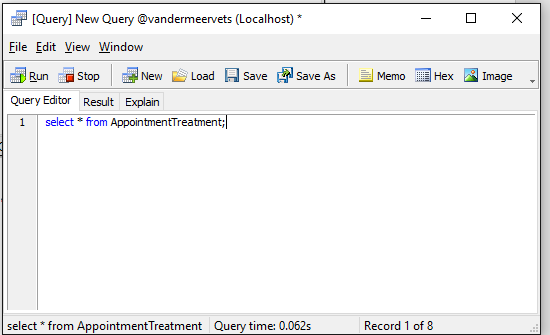 [Query] New Query @vandermeervets (Localhost) *
File Edit View Window
Run Stop New Load Save Save As Memo Hex Image
Query Editor Result Explain
1 select * from AppointmentTreatment;
select * from AppointmentTreatment Query time: 0.062s Record 1 of 8